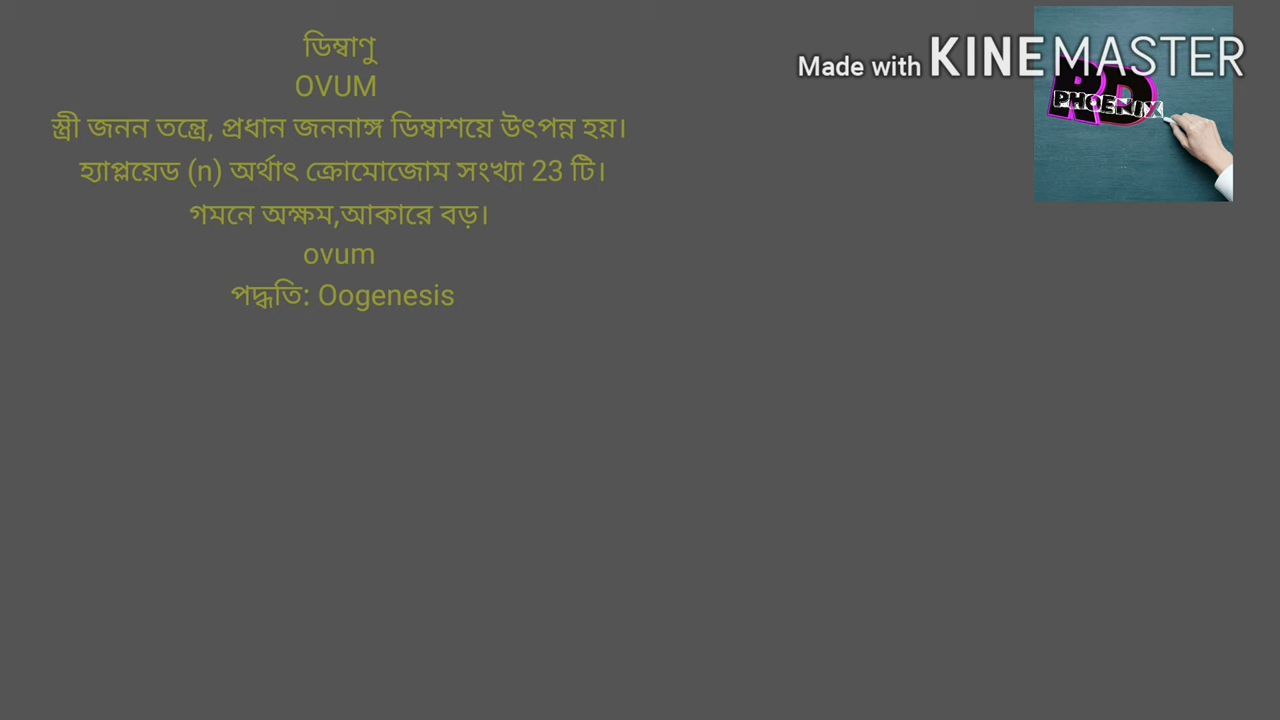 ডিম্বাণু
OVUM
স্ত্রী জনন তন্ত্রে, প্রধান জননাঙ্গ ডিম্বাশয়ে উৎপন্ন হয়।
হ্যাপ্লয়েড (n) অর্থাৎ ক্রোমোজোম সংখ্যা 23 টি।
গমনে অক্ষম,আকারে বড়।
ovum
পদ্ধতি: Oogenesis
Made with KINEMASTER
RD
PHOENIX